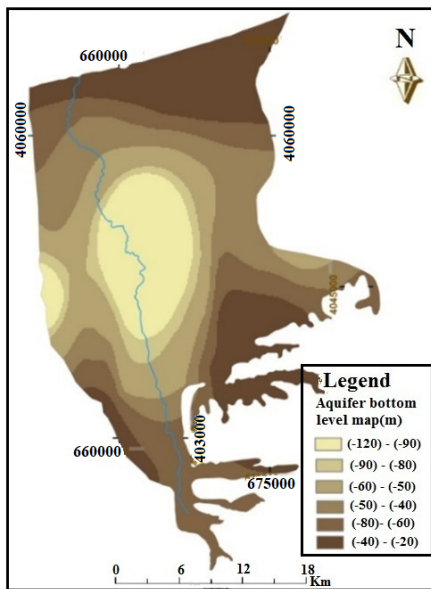 660000
N
4060000
4060000
4045000
Legend
Aquifer bottom
level map(m)
(-120) - (-90)
(-90) - (-80)
(-60) - (-50)
(-50) - (-40)
(-80)- (-60)
(-40) - (-20)
660000
403000
675000
0 6 12 18
Km